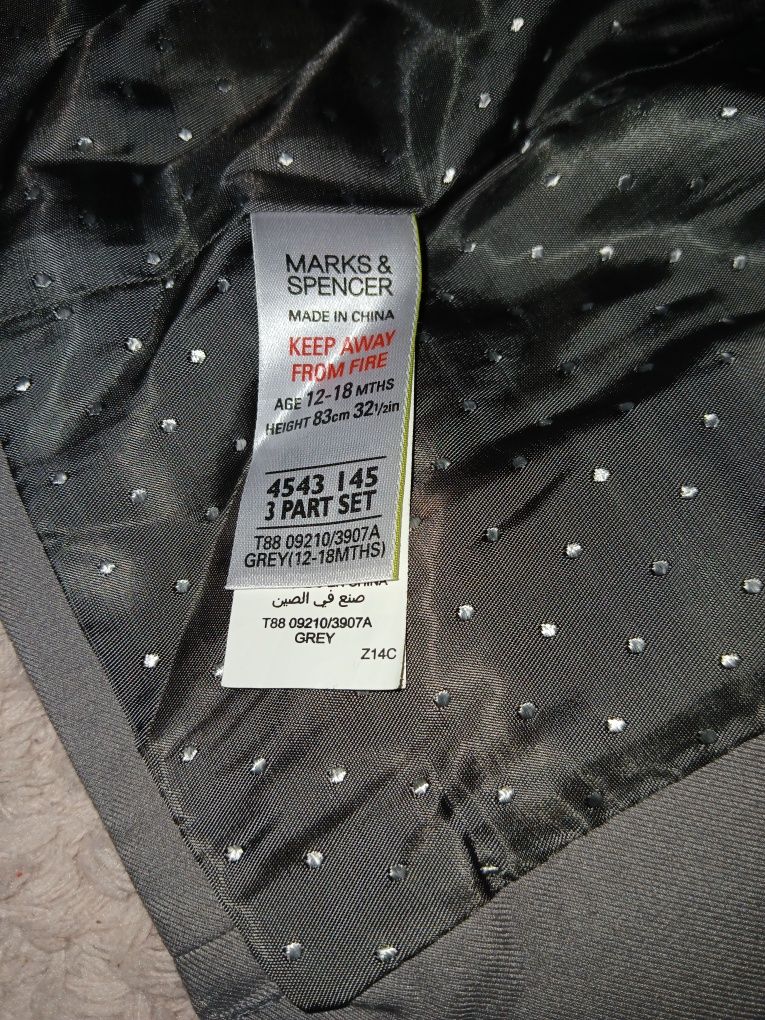 MARKS &
SPENCER
MADE IN CHINA
KEEP AWAY
FROM FIRE
AGE 12-18 MTHS
HEIGHT 83cm 32½in
4543 145
3 PART SET
T88 09210/3907A
GREY(12-18MTHS)
CHINA
صنع في الصين
T88 09210/3907A
GREY
Z14C